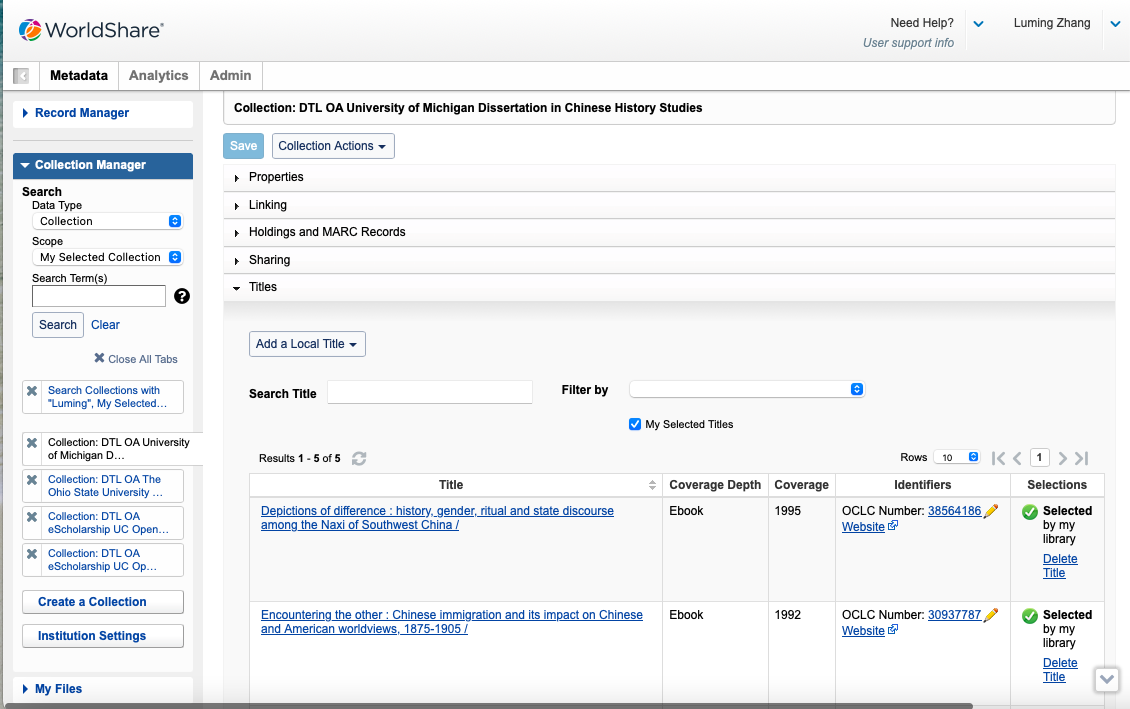 WorldShare®
Need Help?
User support info
Luming Zhang
Metadata
Analytics
Admin
Record Manager
Collection Manager
Search
Data Type
Collection
Scope
My Selected Collection
Search Term(s)
?
Search
Clear
Close All Tabs
Search Collections with
"Luming", My Selected...
Collection: DTL OA University
of Michigan D...
Collection: DTL OA The
Ohio State University ...
Collection: DTL OA
eScholarship UC Open...
Collection: DTL OA
eScholarship UC Op...
Create a Collection
Institution Settings
My Files
Collection: DTL OA University of Michigan Dissertation in Chinese History Studies
Save
Collection Actions
Properties
Linking
Holdings and MARC Records
Sharing
Titles
Add a Local Title
Search Title
Filter by
My Selected Titles
Results 1 - 5 of 5
Rows
10
1
Title
Coverage Depth
Coverage
Identifiers
Selections
Depictions of difference : history, gender, ritual and state discourse
among the Naxi of Southwest China /
Ebook
1995
OCLC Number: 38564186
Website
Selected
by my
library
Delete
Title
Encountering the other : Chinese immigration and its impact on Chinese
and American worldviews, 1875-1905 /
Ebook
1992
OCLC Number: 30937787
Website
Selected
by my
library
Delete
Title